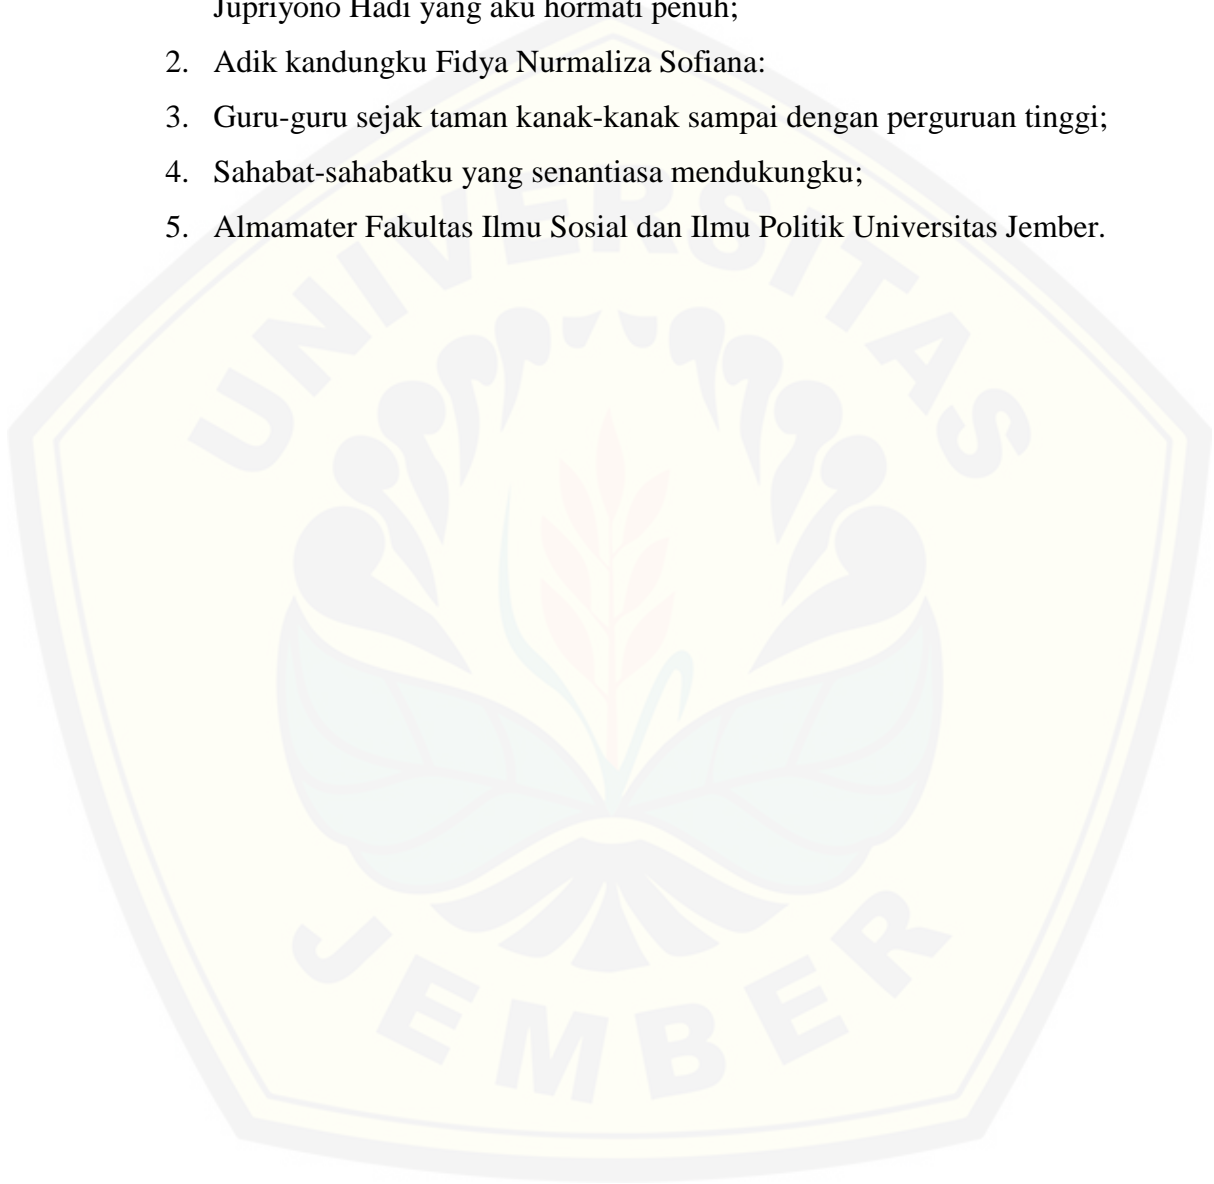 Jupriyono Hadi yang aku hormati penuh;
2. Adik kandungku Fidya Nurmaliza Sofiana:
3. Guru-guru sejak taman kanak-kanak sampai dengan perguruan tinggi;
4. Sahabat-sahabatku yang senantiasa mendukungku;
5. Almamater Fakultas Ilmu Sosial dan Ilmu Politik Universitas Jember.
UNIVERSITAS
JEMBER